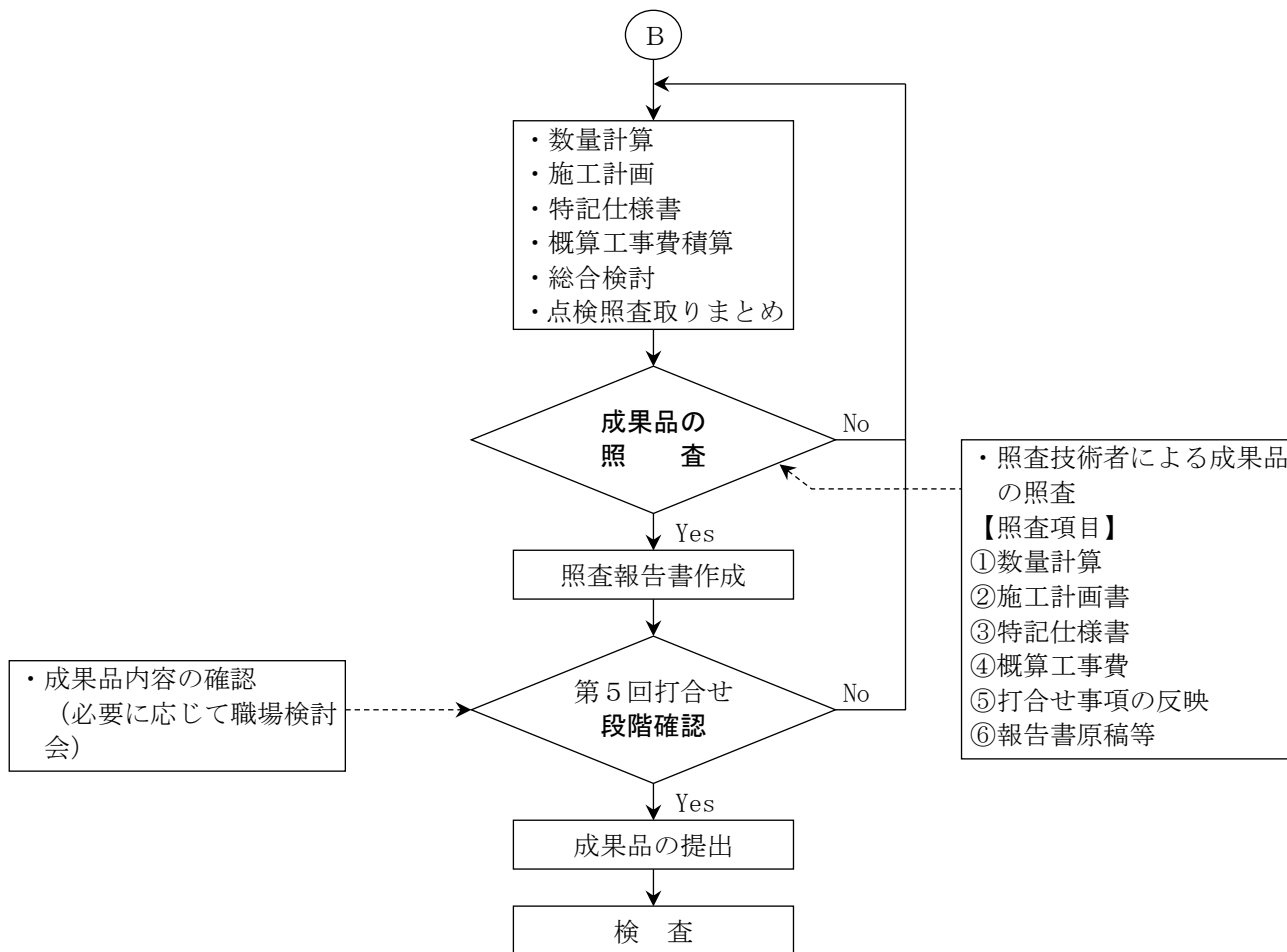 B
・数量計算
・施工計画
・特記仕様書
・概算工事費積算
・総合検討
・点検照査取りまとめ
成果品の
照　　査
No
・照査技術者による成果品
の照査
【照査項目】
①数量計算
②施工計画書
③特記仕様書
④概算工事費
⑤打合せ事項の反映
⑥報告書原稿等
Yes
照査報告書作成
・成果品内容の確認
（必要に応じて職場検討
会）
第５回打合せ
段階確認
No
Yes
成果品の提出
検　査